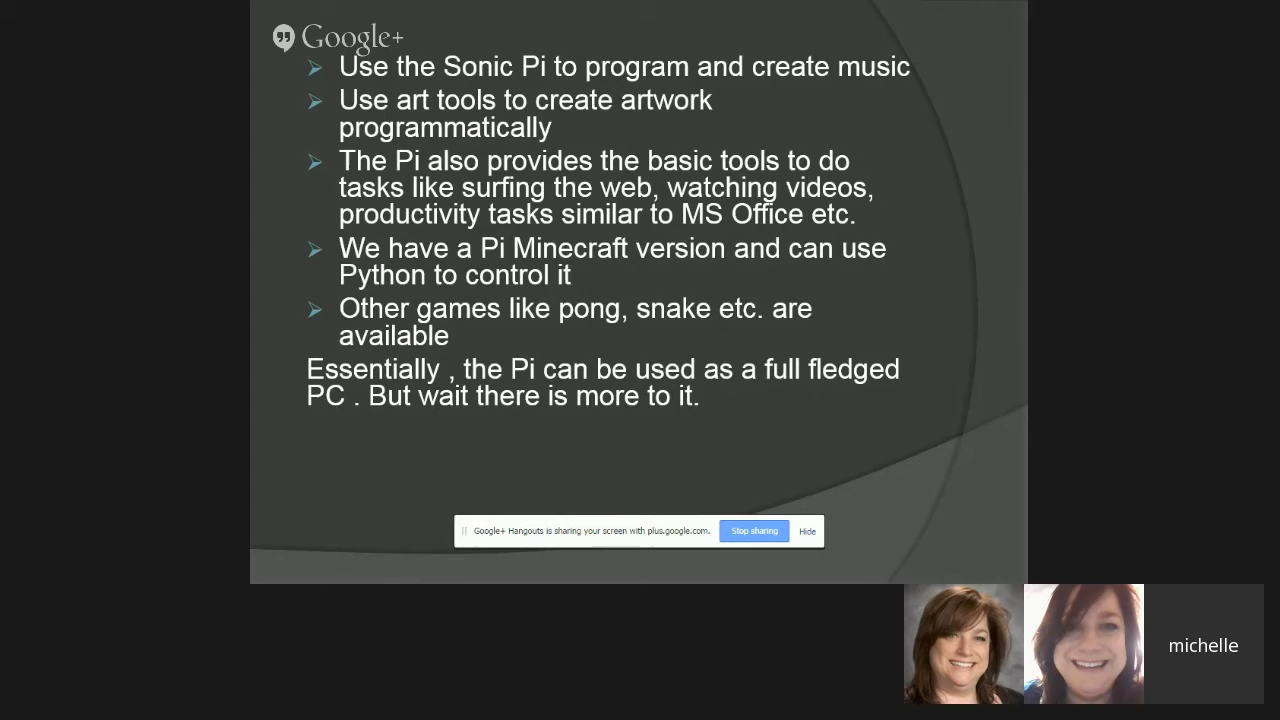 Google+
Use the Sonic Pi to program and create music
Use art tools to create artwork
programmatically
The Pi also provides the basic tools to do
tasks like surfing the web, watching videos,
productivity tasks similar to MS Office etc.
We have a Pi Minecraft version and can use
Python to control it
Other games like pong, snake etc. are
available
Essentially , the Pi can be used as a full fledged
PC . But wait there is more to it.
Google+ Hangouts is sharing your screen with plus.google.com. Stop sharing Hide
michelle